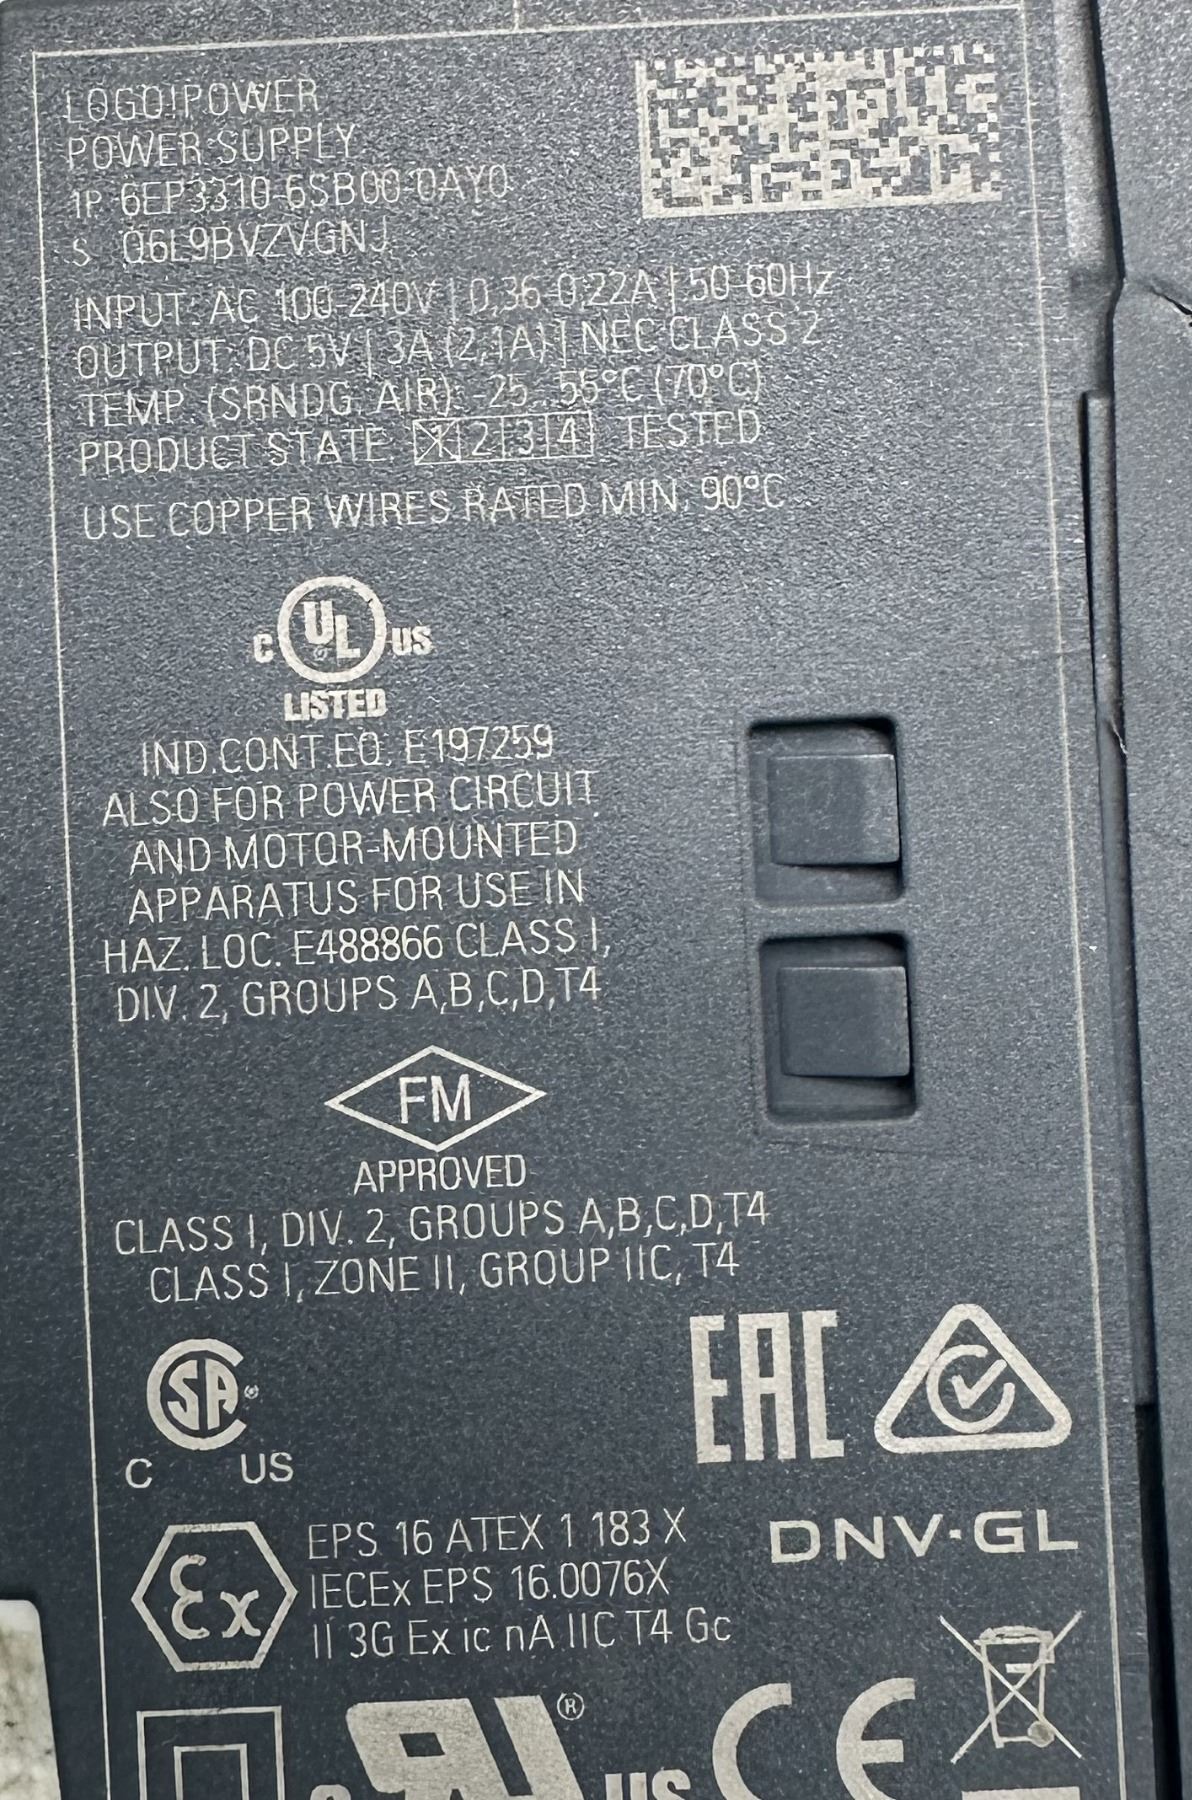 LOGO!POWER
POWER SUPPLY
1P 6EP3310-6SB00-0AY0
S Q6L9BVZVGNJ
INPUT: AC 100-240V | 0,36-0,22A | 50-60Hz
OUTPUT: DC 5V | 3A (2,1A) | NEC CLASS 2
TEMP. (SRNDG. AIR): -25...55°C (70°C)
PRODUCT STATE: X 2 3 4 TESTED
USE COPPER WIRES RATED MIN. 90°C
C UL US
LISTED
IND.CONT.EQ. E197259
ALSO FOR POWER CIRCUIT
AND MOTOR-MOUNTED
APPARATUS FOR USE IN
HAZ. LOC. E488866 CLASS I,
DIV. 2, GROUPS A,B,C,D,T4
FM
APPROVED
CLASS I, DIV. 2, GROUPS A,B,C,D,T4
CLASS I, ZONE II, GROUP IIC, T4
SA
C US
EAC
EPS 16 ATEX 1 183 X
IECEx EPS 16.0076X
II 3G Ex ic nA IIC T4 Gc
Ex
DNV·GL
c UR® US
CE